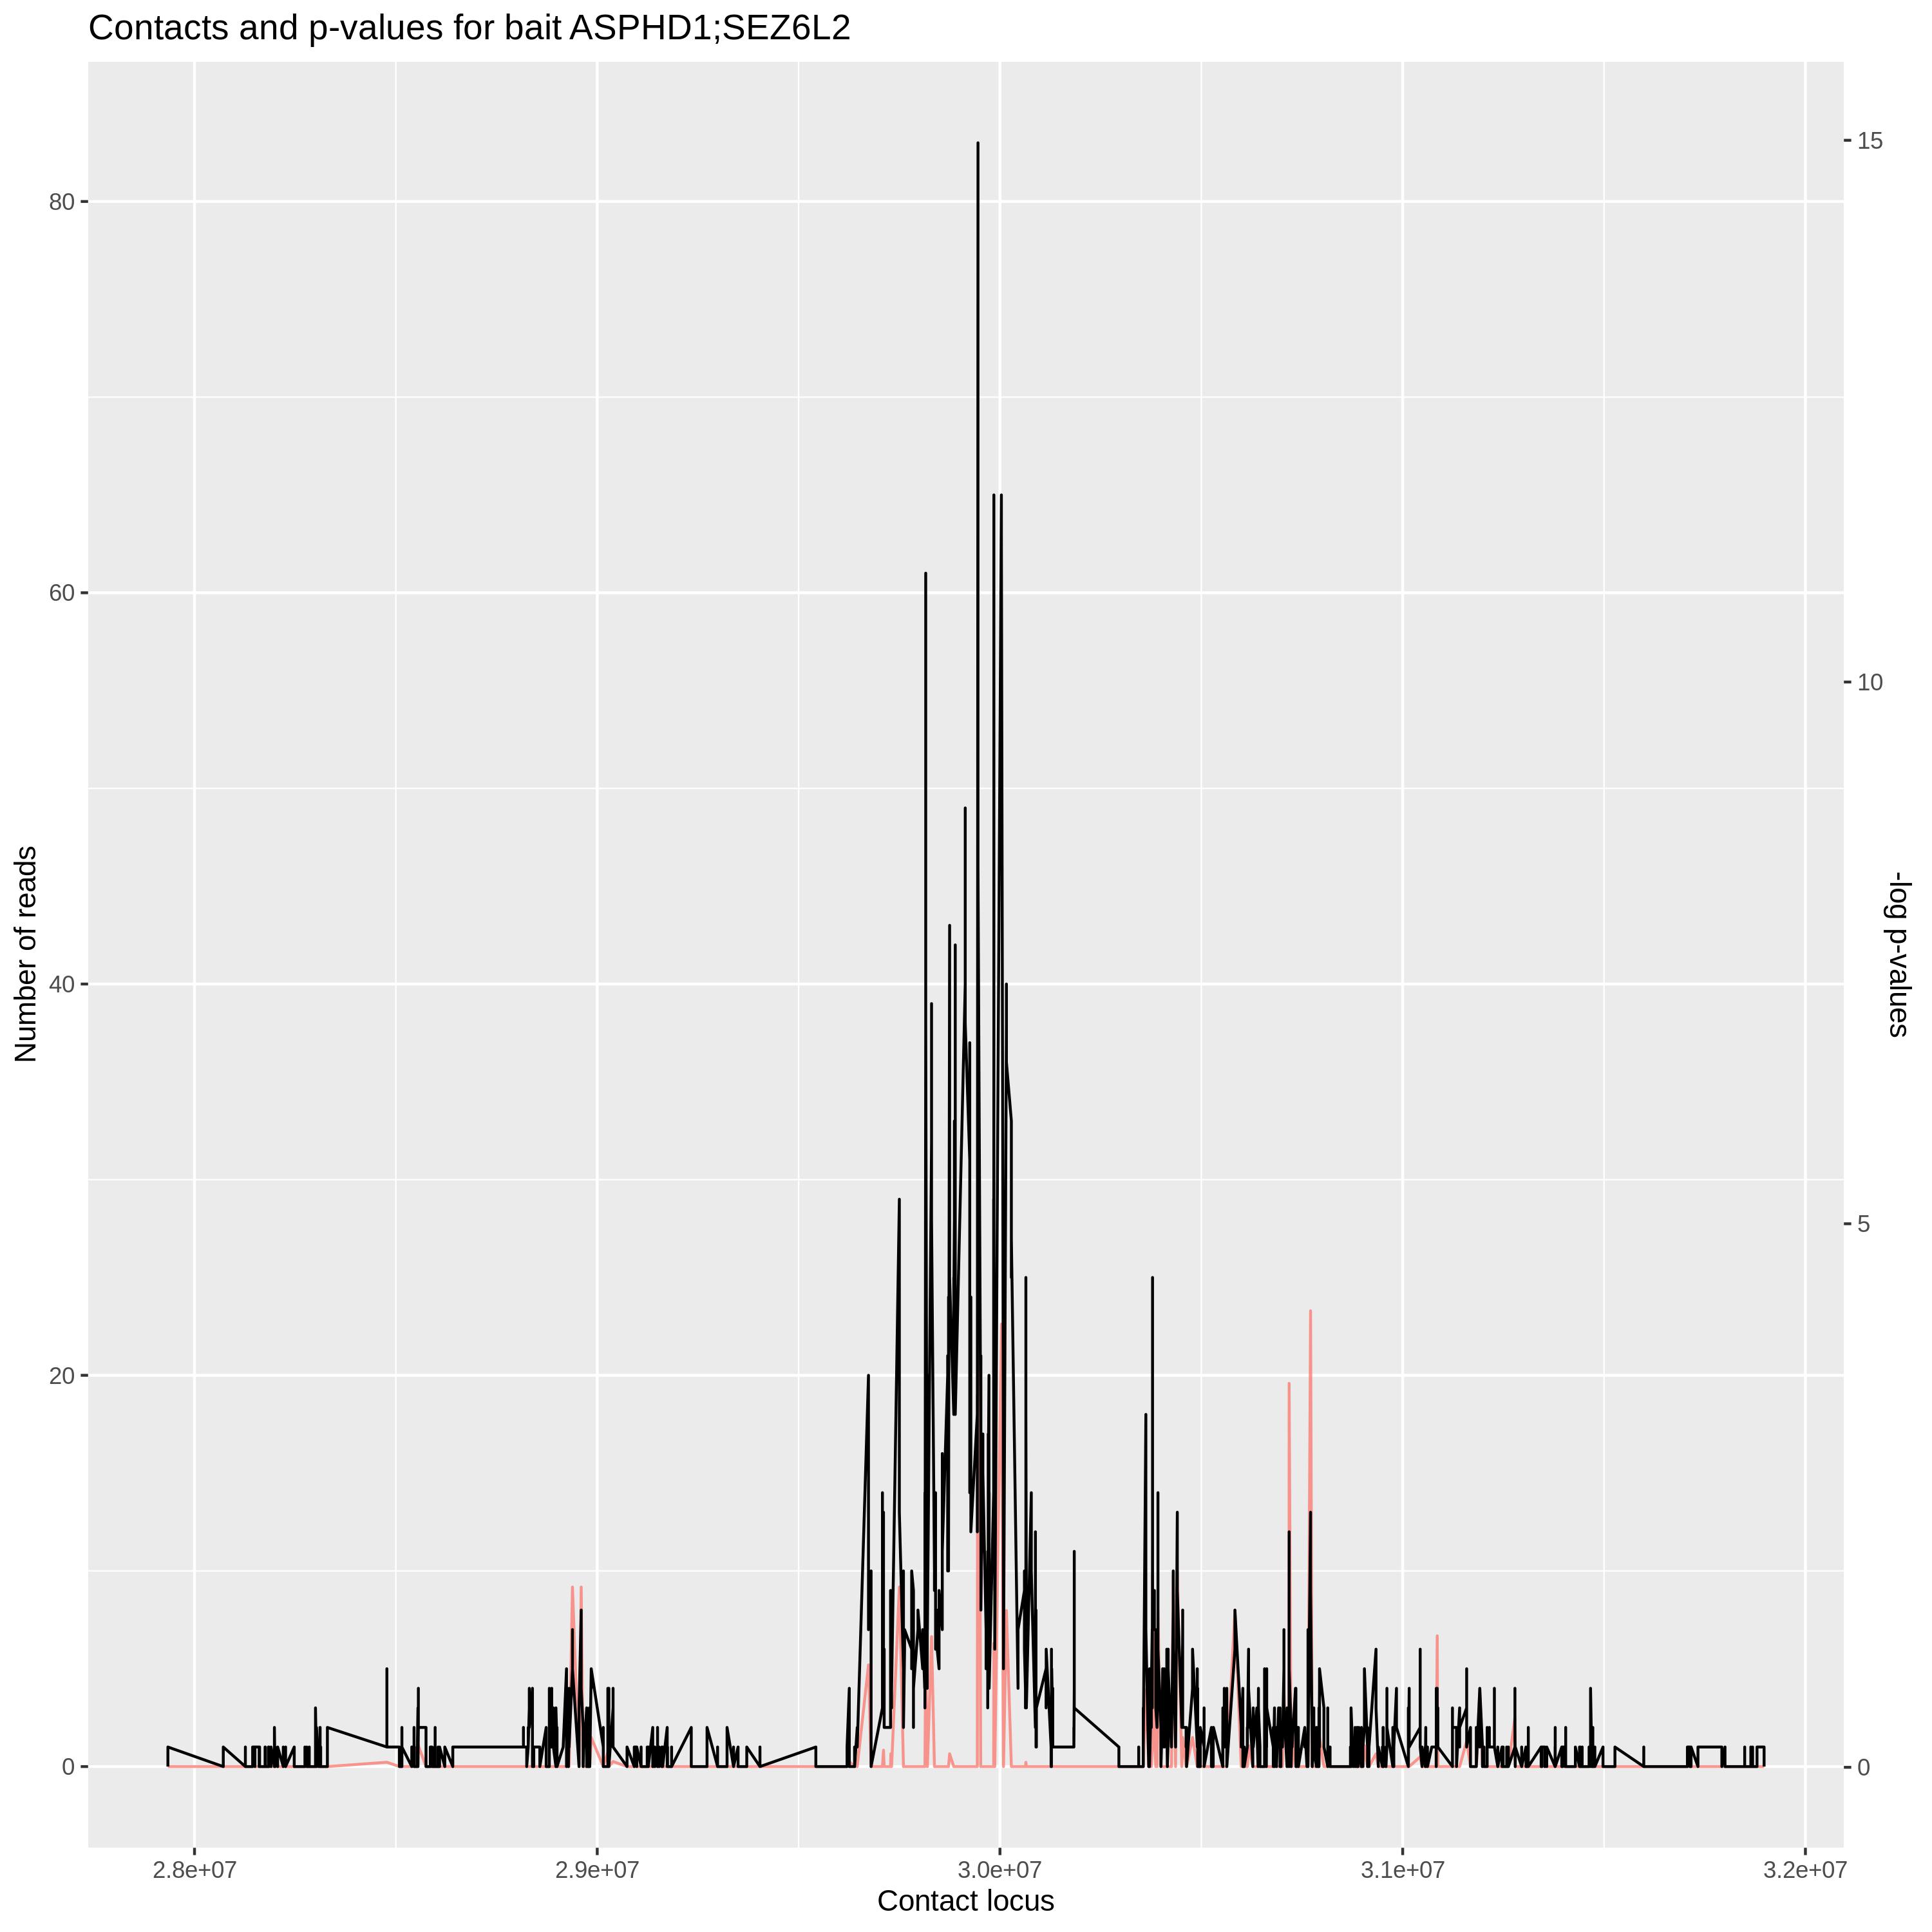 Contacts and p-values for bait ASPHD1;SEZ6L2
80
60
40
20
0
Number of reads
15
10
5
0
-log p-values
2.8e+07
2.9e+07
3.0e+07
3.1e+07
3.2e+07
Contact locus